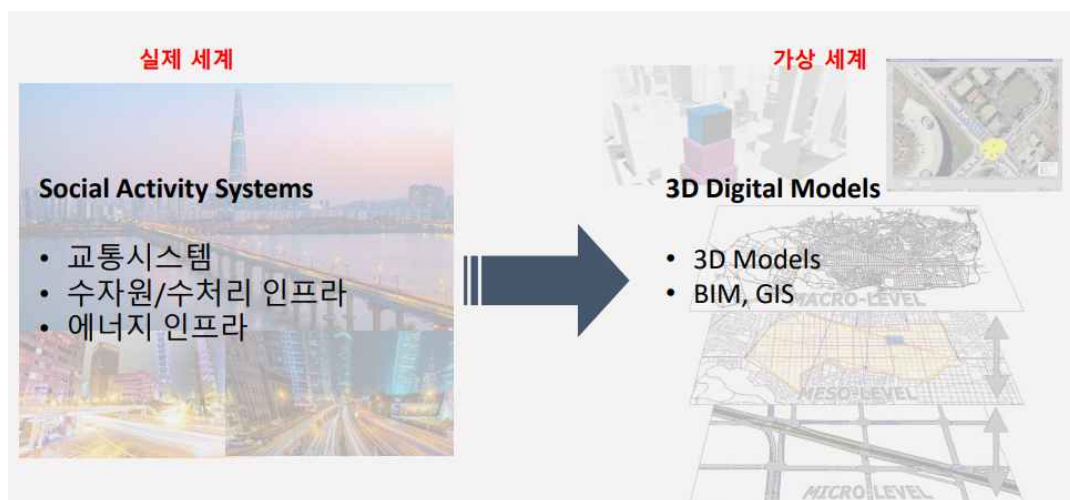 실제 세계
가상 세계
Social Activity Systems
• 교통시스템
• 수자원/수처리 인프라
• 에너지 인프라
3D Digital Models
• 3D Models
• BIM, GIS
MACRO-LEVEL
MESO-LEVEL
MICRO-LEVEL